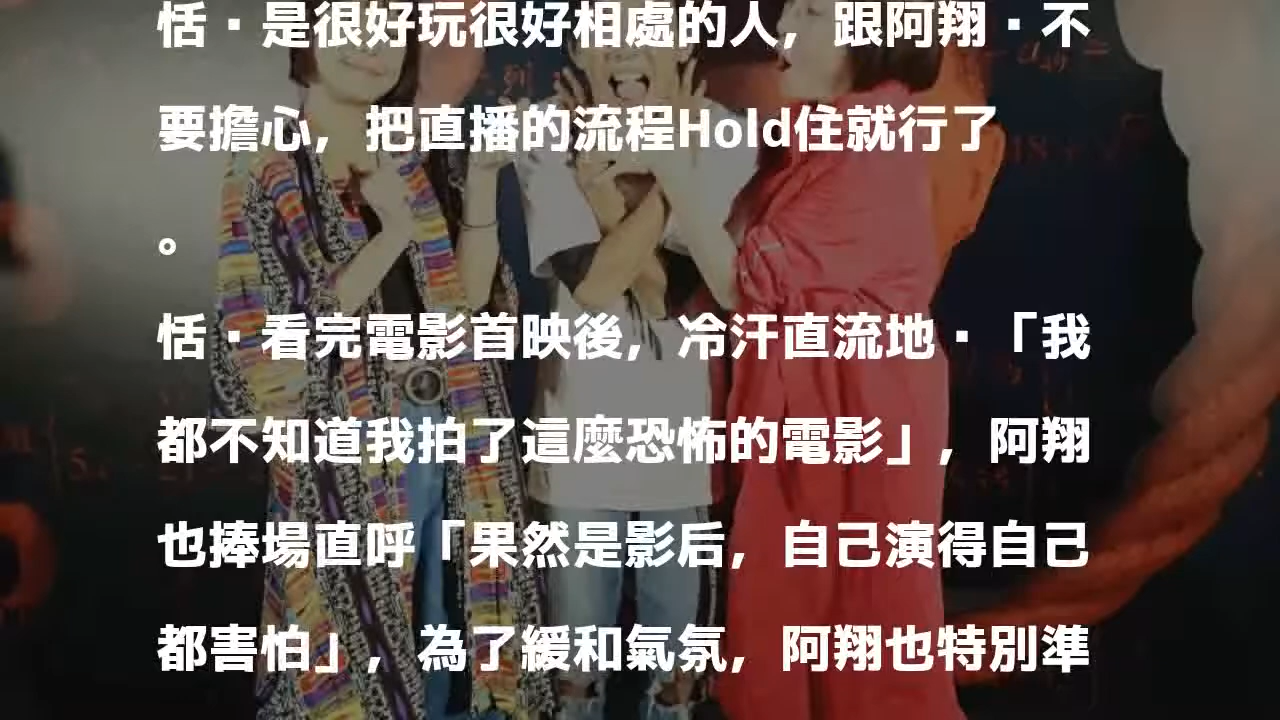 恬·是很好玩很好相處的人，跟阿翔·不
要擔心，把直播的流程Hold住就行了
。
恬·看完電影首映後，冷汗直流地·「我
都不知道我拍了這麼恐怖的電影」，阿翔
也捧場直呼「果然是影后，自己演得自己
都害怕」，為了緩和氣氛，阿翔也特別準